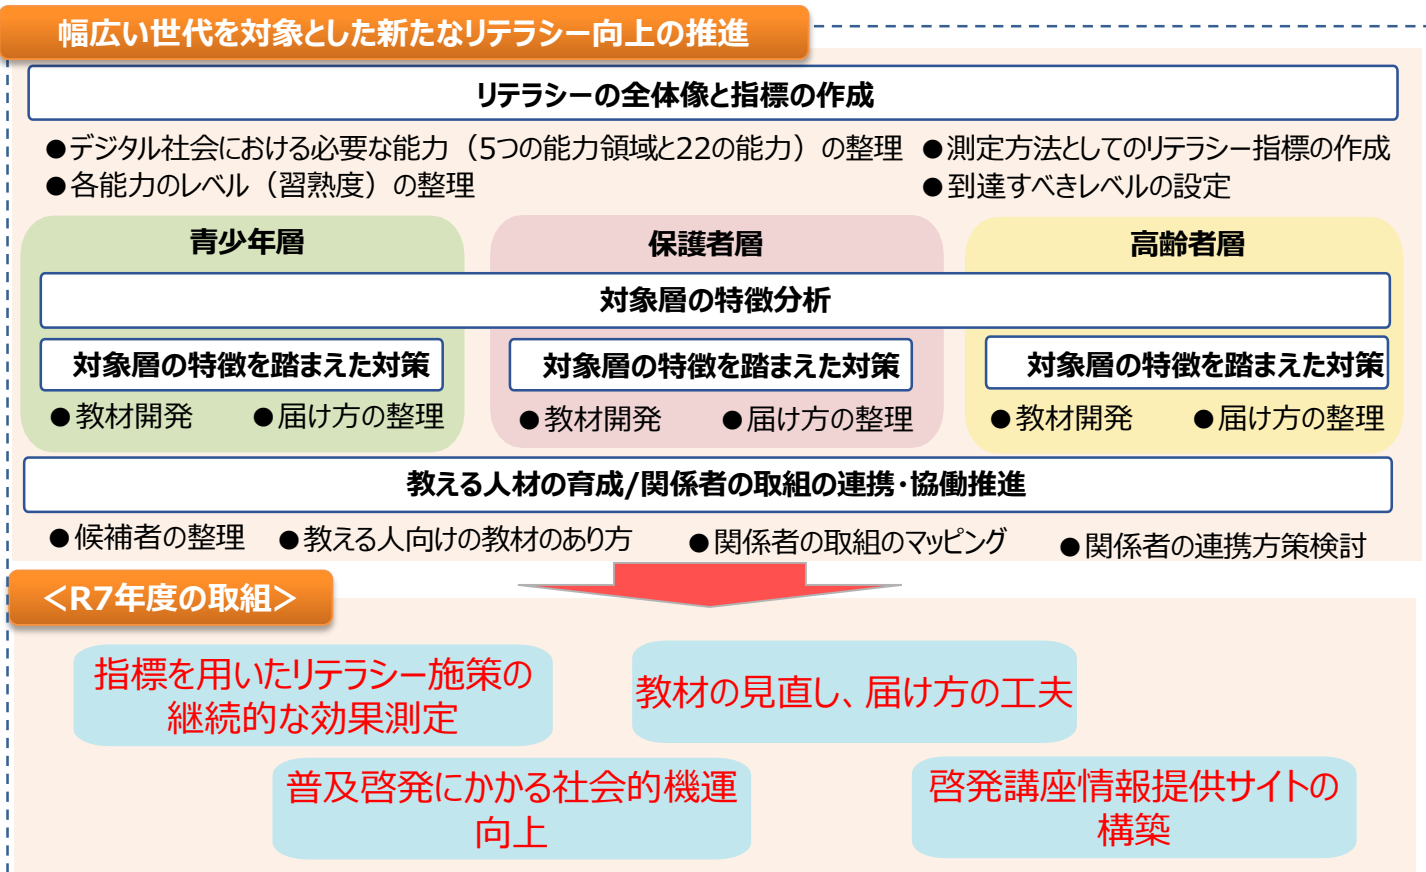 幅広い世代を対象とした新たなリテラシー向上の推進
リテラシーの全体像と指標の作成
●デジタル社会における必要な能力（5つの能力領域と22の能力）の整理
●測定方法としてのリテラシー指標の作成
●各能力のレベル（習熟度）の整理
●到達すべきレベルの設定
青少年層
保護者層
高齢者層
対象層の特徴分析
対象層の特徴を踏まえた対策
対象層の特徴を踏まえた対策
対象層の特徴を踏まえた対策
●教材開発
●届け方の整理
●教材開発
●届け方の整理
●教材開発
●届け方の整理
教える人材の育成/関係者の取組の連携・協働推進
●候補者の整理
●教える人向けの教材のあり方
●関係者の取組のマッピング
●関係者の連携方策検討
＜R7年度の取組＞
指標を用いたリテラシー施策の
継続的な効果測定
教材の見直し、届け方の工夫
普及啓発にかかる社会的機運
向上
啓発講座情報提供サイトの
構築